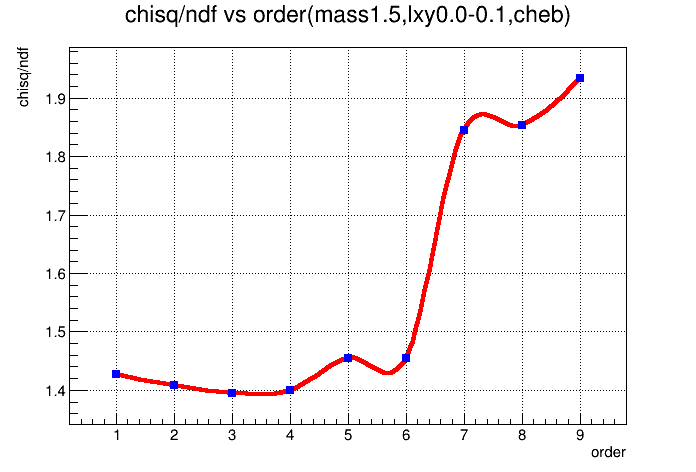 chisq/ndf vs order(mass1.5,lxy0.0-0.1,cheb)
chisq/ndf
1.9
1.8
1.7
1.6
1.5
1.4
1 2 3 4 5 6 7 8 9
order